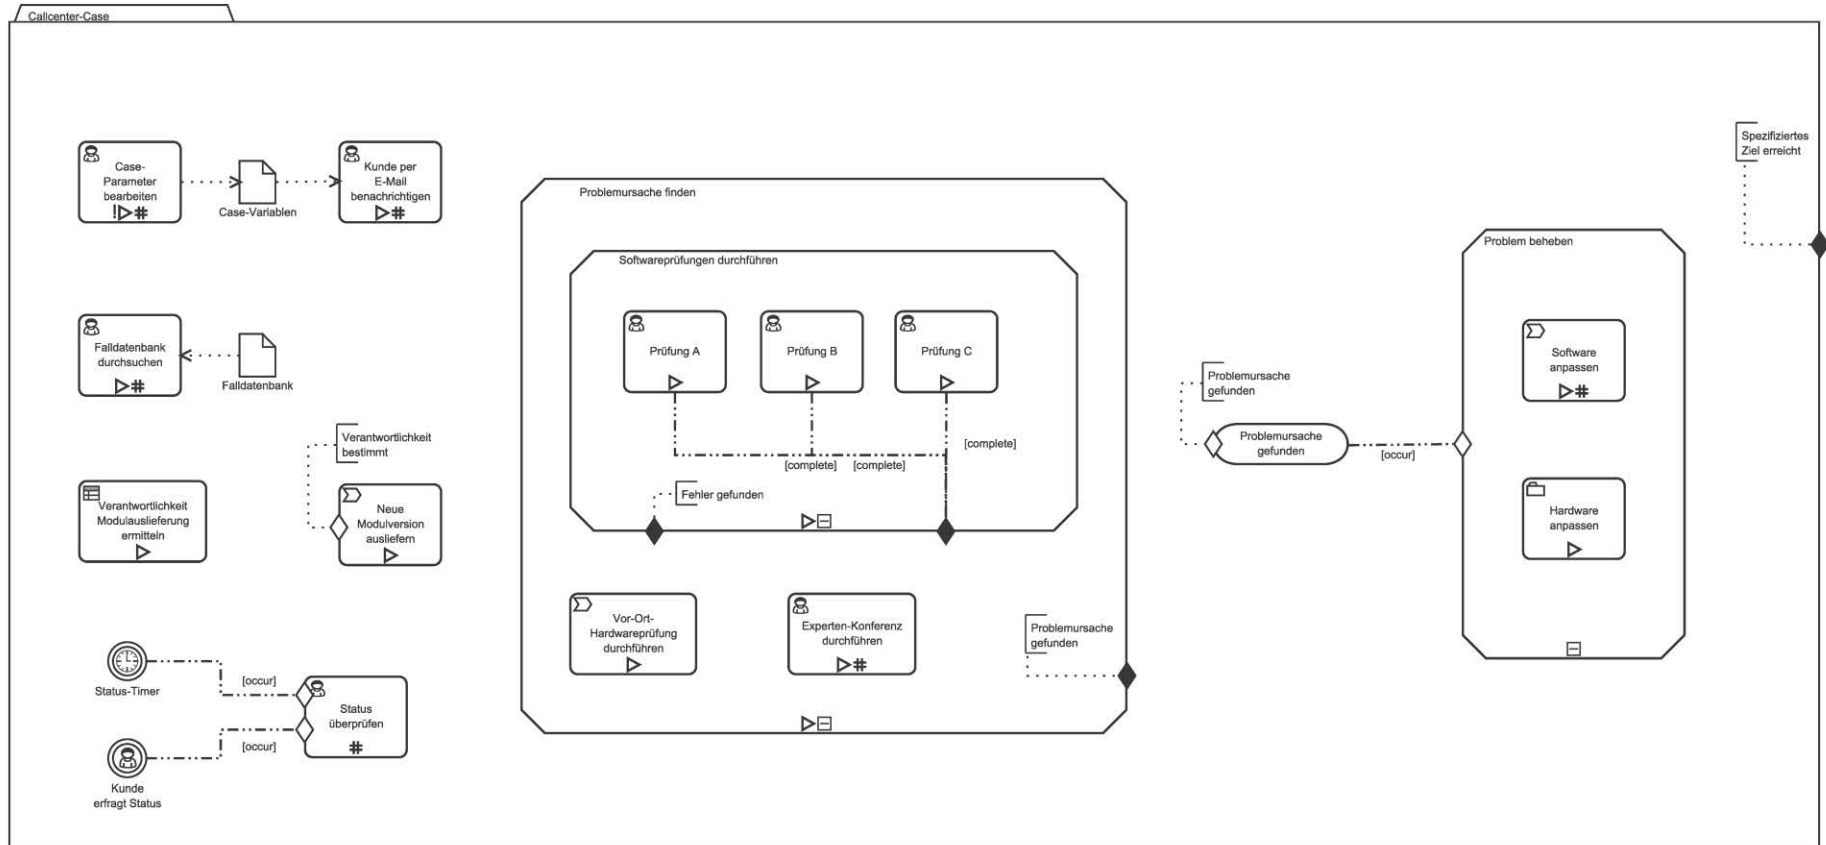 Callcenter-Case
Case-
Parameter
bearbeiten
Case-Variablen
Kunde per
E-Mail
benachrichtigen
Falldatenbank
durchsuchen
Falldatenbank
Verantwortlichkeit
bestimmt
Verantwortlichkeit
Modulauslieferung
ermitteln
Neue
Modulversion
ausliefern
Status-Timer
[occur]
Status
überprüfen
[occur]
Kunde
erfragt Status
Problemursache finden
Softwareprüfungen durchführen
Prüfung A
Prüfung B
Prüfung C
[complete]
[complete]
[complete]
Fehler gefunden
Vor-Ort-
Hardwareprüfung
durchführen
Experten-Konferenz
durchführen
Problemursache
gefunden
Problemursache
gefunden
Problemursache
gefunden
[occur]
Problem beheben
Software
anpassen
Hardware
anpassen
Spezifiziertes
Ziel erreicht